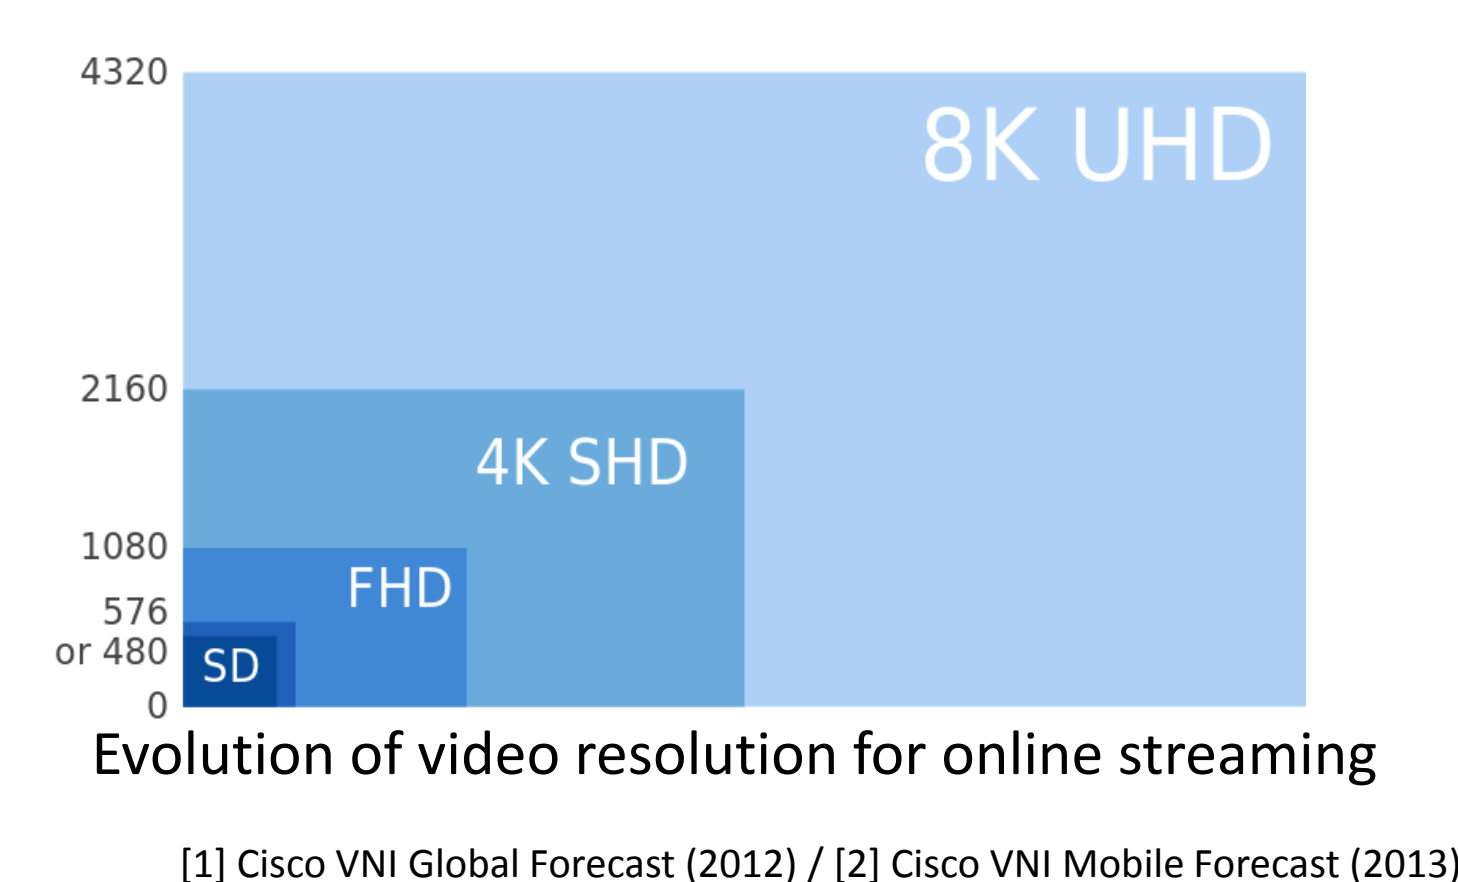 4320
8K UHD
2160
4K SHD
1080
FHD
576
or 480
SD
0
Evolution of video resolution for online streaming
[1] Cisco VNI Global Forecast (2012) / [2] Cisco VNI Mobile Forecast (2013)